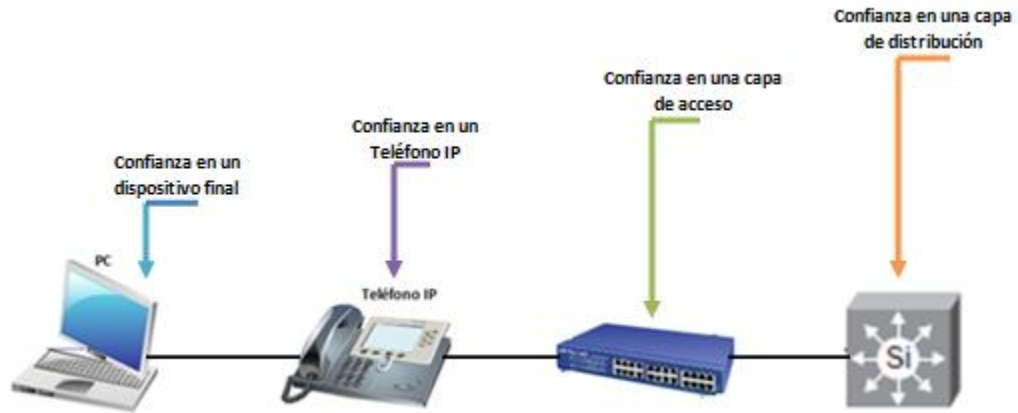 Confianza en una capa
de distribución
Confianza en una capa
de acceso
Confianza en un
Teléfono IP
Confianza en un
dispositivo final
PC
Teléfono IP
Si